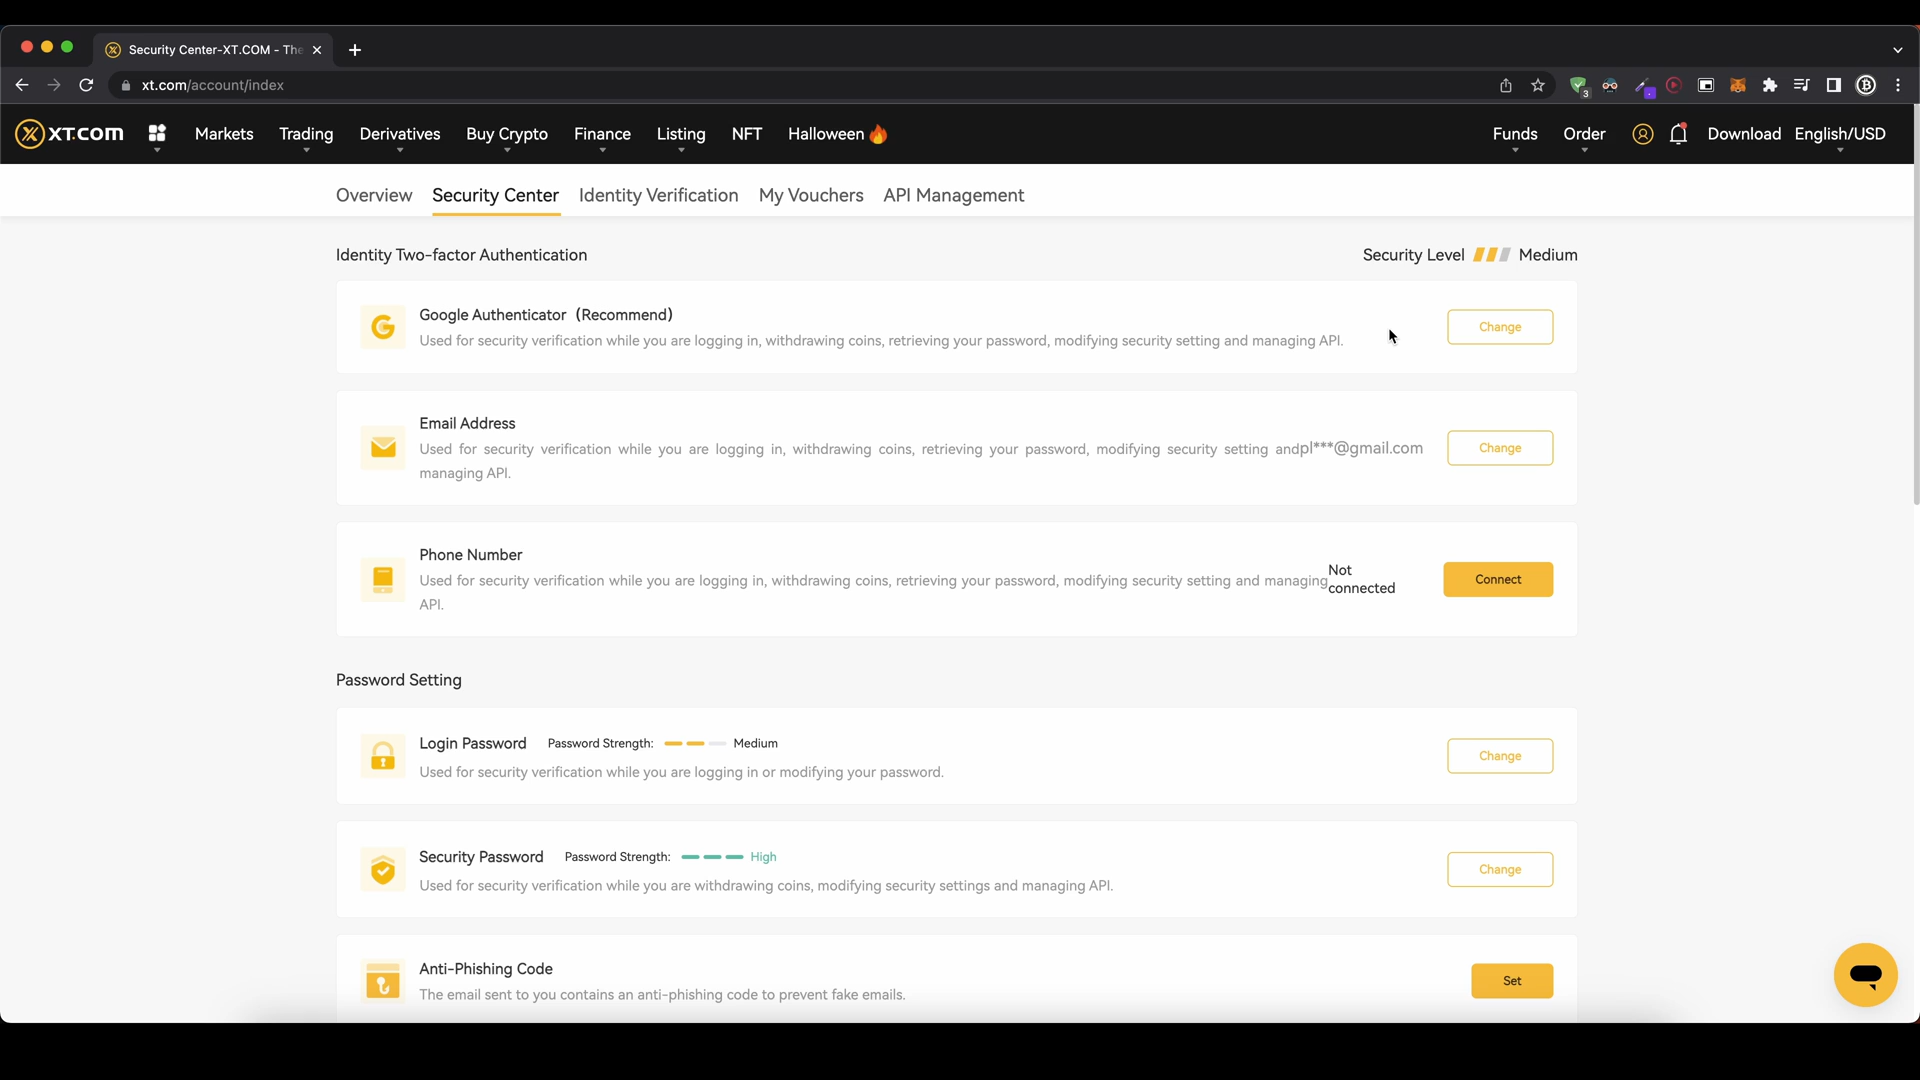 Security Center-XT.COM - The
xt.com/account/index
3
XT.COM Markets Trading Derivatives Buy Crypto Finance Listing NFT Halloween Funds Order Download English/USD
Overview Security Center Identity Verification My Vouchers API Management
Identity Two-factor Authentication Security Level Medium
Google Authenticator (Recommend)
Used for security verification while you are logging in, withdrawing coins, retrieving your password, modifying security setting and managing API.
Change
Email Address
Used for security verification while you are logging in, withdrawing coins, retrieving your password, modifying security setting and
managing API.
pl***@gmail.com
Change
Phone Number
Used for security verification while you are logging in, withdrawing coins, retrieving your password, modifying security setting and managing
API.
Not
connected
Connect
Password Setting
Login Password Password Strength: Medium
Used for security verification while you are logging in or modifying your password.
Change
Security Password Password Strength: High
Used for security verification while you are withdrawing coins, modifying security settings and managing API.
Change
Anti-Phishing Code
The email sent to you contains an anti-phishing code to prevent fake emails.
Set